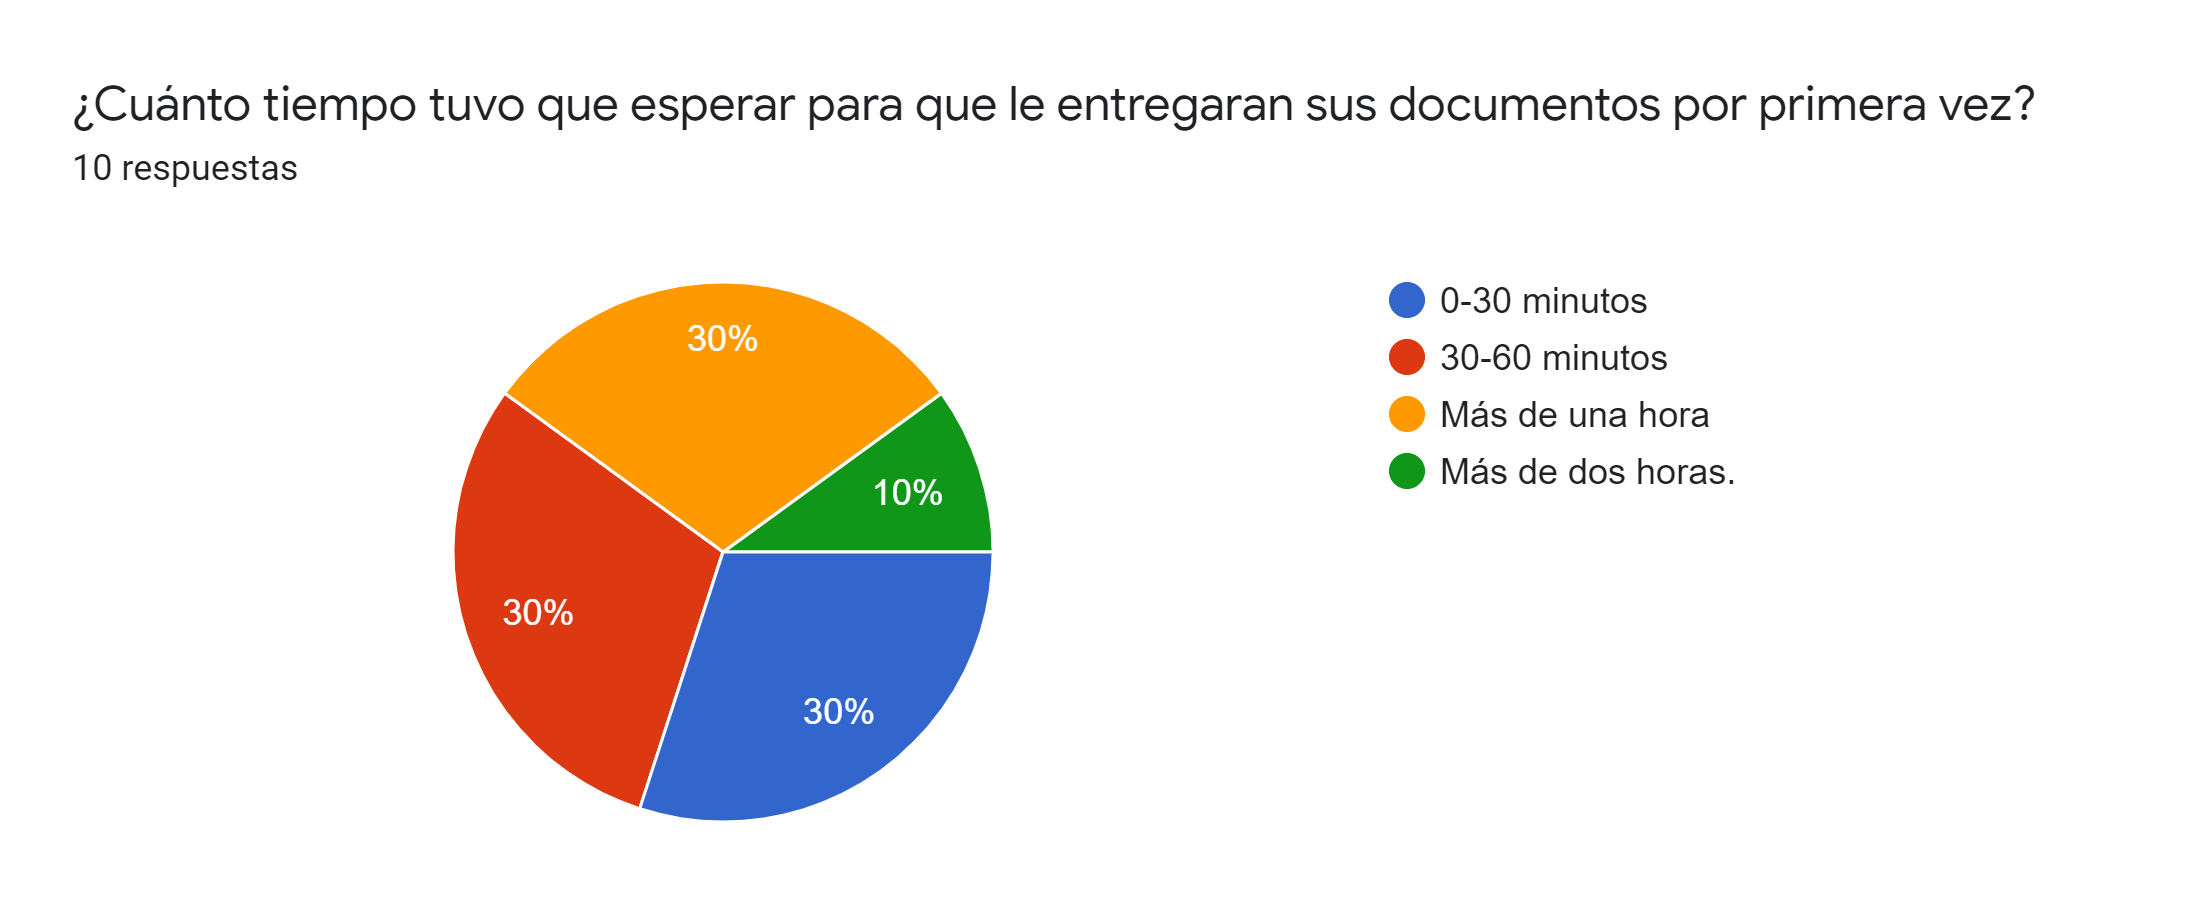 ¿Cuánto tiempo tuvo que esperar para que le entregaran sus documentos por primera vez?
10 respuestas
30%
10%
30%
30%
0-30 minutos
30-60 minutos
Más de una hora
Más de dos horas.